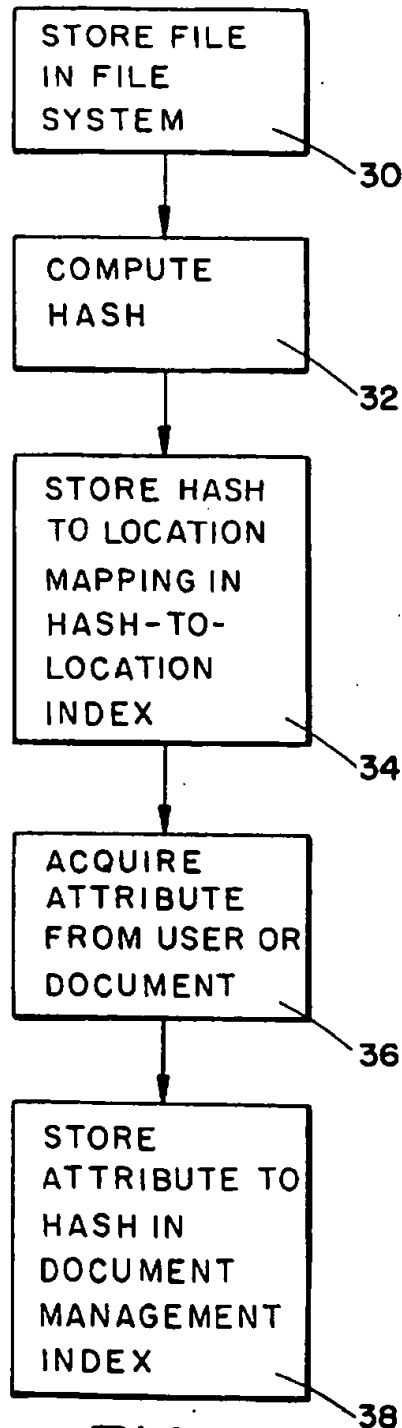 STORE FILE
IN FILE
SYSTEM
30
COMPUTE
HASH
32
STORE HASH
TO LOCATION
MAPPING IN
HASH-TO-
LOCATION
INDEX
34
ACQUIRE
ATTRIBUTE
FROM USER OR
DOCUMENT
36
STORE
ATTRIBUTE TO
HASH IN
DOCUMENT
MANAGEMENT
INDEX
38